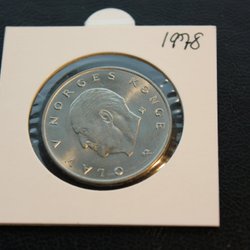 1978
OLAV V NORGES KONGE